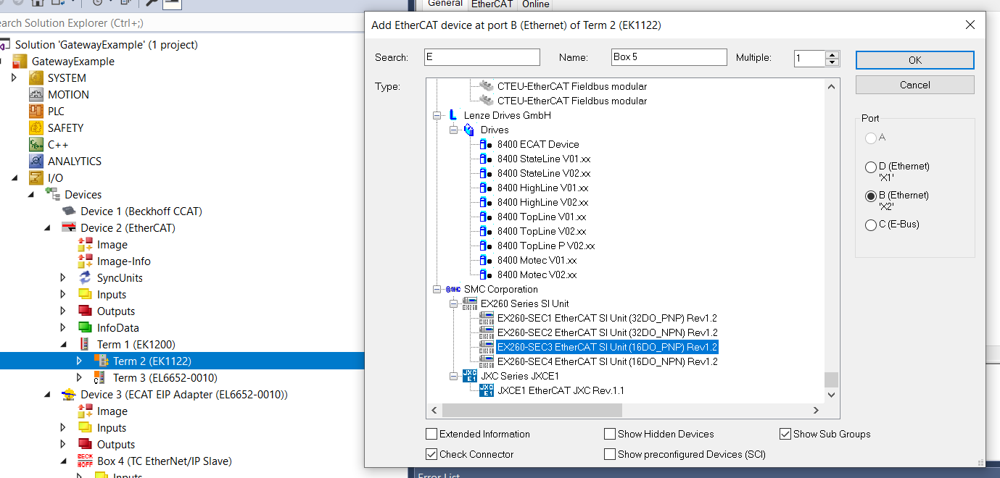 General EtherCAT Online
earch Solution Explorer (Ctrl+;)
Solution 'GatewayExample' (1 project)
GatewayExample
SYSTEM
MOTION
PLC
SAFETY
C++
ANALYTICS
I/O
Devices
Device 1 (Beckhoff CCAT)
Device 2 (EtherCAT)
Image
Image-Info
SyncUnits
Inputs
Outputs
InfoData
Term 1 (EK1200)
Term 2 (EK1122)
Term 3 (EL6652-0010)
Device 3 (ECAT EIP Adapter (EL6652-0010))
Image
Inputs
Outputs
BECK
HOFF
Box 4 (TC EtherNet/IP Slave)
Inputs
Add EtherCAT device at port B (Ethernet) of Term 2 (EK1122)
Search: E Name: Box 5 Multiple: 1 OK
Cancel
Type:
CTEU-EtherCAT Fieldbus modular
CTEU-EtherCAT Fieldbus modular
Lenze Drives GmbH
Drives
8400 ECAT Device
8400 StateLine V01.xx
8400 StateLine V02.xx
8400 HighLine V01.xx
8400 HighLine V02.xx
8400 TopLine V01.xx
8400 TopLine V02.xx
8400 TopLine P V02.xx
8400 Motec V01.xx
8400 Motec V02.xx
SMC Corporation
EX260 Series SI Unit
EX260-SEC1 EtherCAT SI Unit (32DO_PNP) Rev1.2
EX260-SEC2 EtherCAT SI Unit (32DO_NPN) Rev1.2
EX260-SEC3 EtherCAT SI Unit (16DO_PNP) Rev1.2
EX260-SEC4 EtherCAT SI Unit (16DO_NPN) Rev1.2
JXC Series JXCE1
JXCE1 EtherCAT JXC Rev.1.1
Port
A
D (Ethernet)
'X1'
B (Ethernet)
'X2'
C (E-Bus)
Extended Information Show Hidden Devices Show Sub Groups
Check Connector Show preconfigured Devices (SCI)
Error List